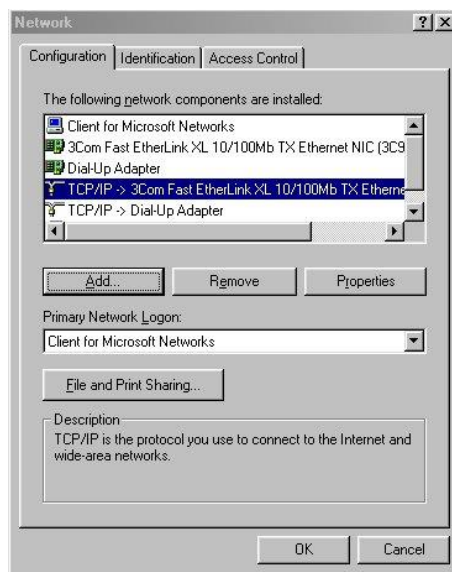 Network
Configuration Identification Access Control
The following network components are installed:
Client for Microsoft Networks
3Com Fast EtherLink XL 10/100Mb TX Ethernet NIC (3C9
Dial-Up Adapter
TCP/IP -> 3Com Fast EtherLink XL 10/100Mb TX Etherne
TCP/IP -> Dial-Up Adapter
Add... Remove Properties
Primary Network Logon:
Client for Microsoft Networks
File and Print Sharing...
Description
TCP/IP is the protocol you use to connect to the Internet and
wide-area networks.
OK Cancel